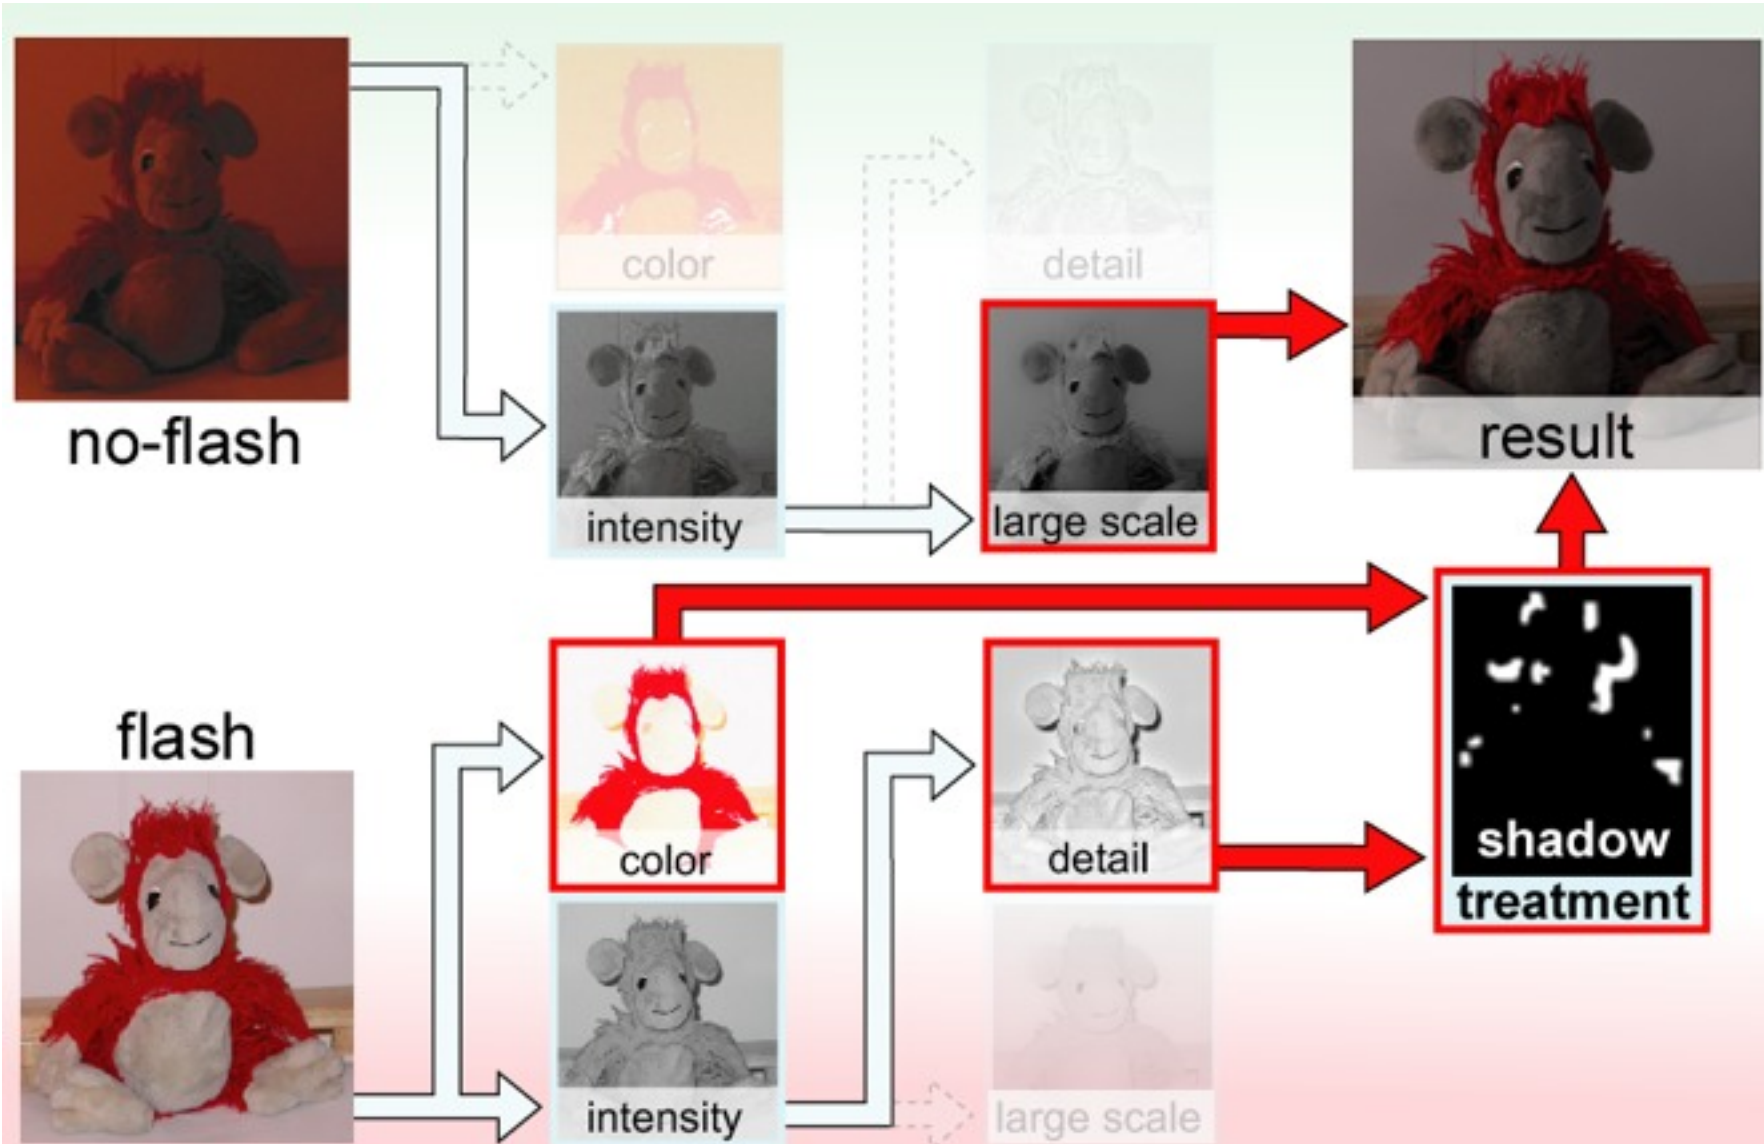 color
detail
no-flash
intensity
large scale
result
flash
color
detail
shadow
treatment
intensity
large scale